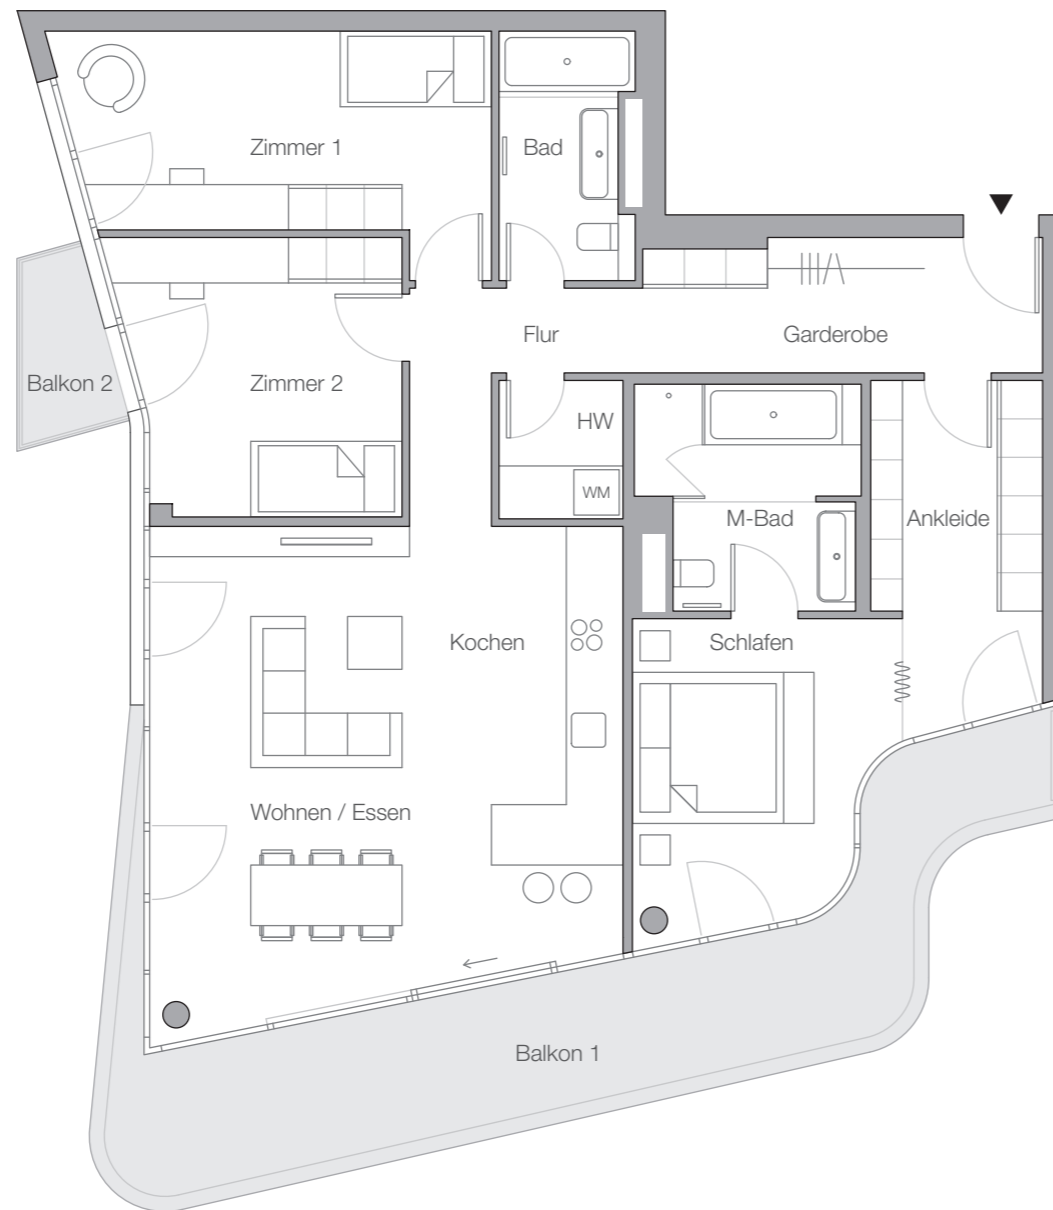 Zimmer 1
Bad
Flur
Garderobe
Balkon 2
Zimmer 2
HW
WM
M-Bad
Ankleide
Kochen
Schlafen
Wohnen / Essen
Balkon 1